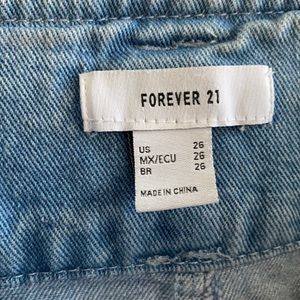 FOREVER 21
US 26
MX/ECU 26
BR 26
MADE IN CHINA